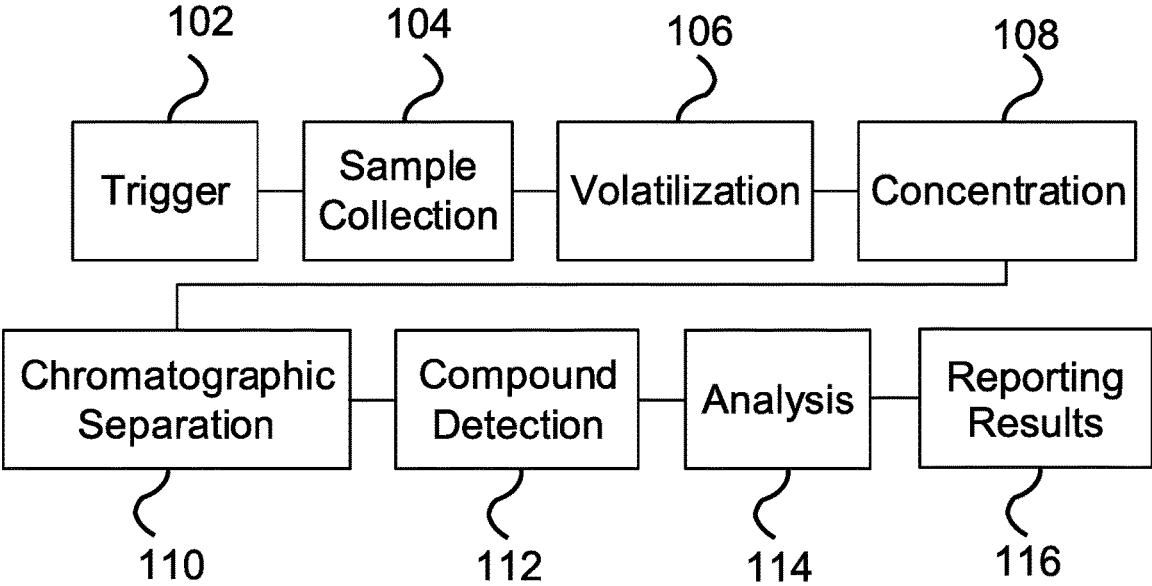 102 104 106 108
Trigger
Sample
Collection
Volatilization
Concentration
Chromatographic
Separation
Compound
Detection
Analysis
Reporting
Results
110 112 114 116